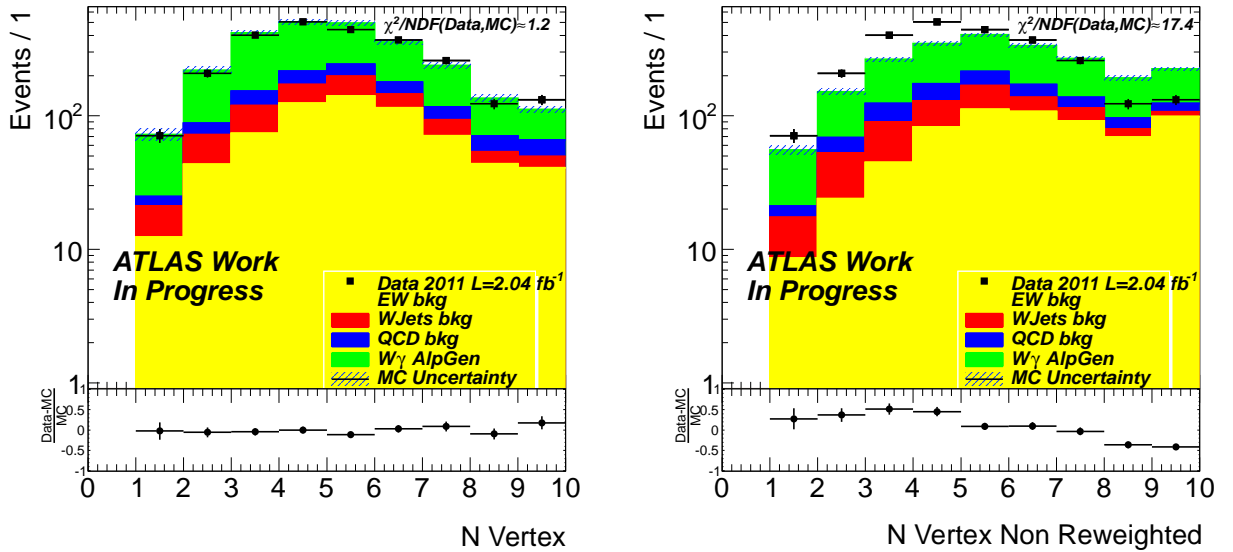 Events / 1
χ²/NDF(Data,MC)≈1.2
10²
10
1
ATLAS Work
In Progress
Data 2011 L=2.04 fb⁻¹
EW bkg
WJets bkg
QCD bkg
Wγ AlpGen
MC Uncertainty
Data-MC
MC
1
0.5
0
-0.5
-1
0 1 2 3 4 5 6 7 8 9 10
N Vertex
Events / 1
χ²/NDF(Data,MC)≈17.4
10²
10
1
ATLAS Work
In Progress
Data 2011 L=2.04 fb⁻¹
EW bkg
WJets bkg
QCD bkg
Wγ AlpGen
MC Uncertainty
Data-MC
MC
1
0.5
0
-0.5
-1
0 1 2 3 4 5 6 7 8 9 10
N Vertex Non Reweighted